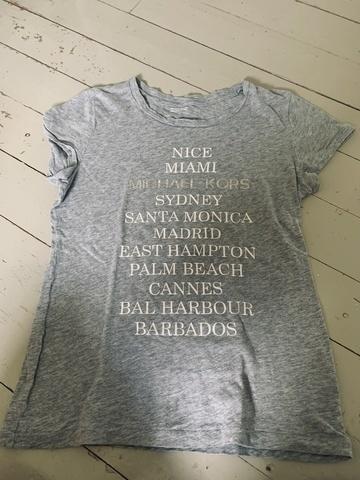 NICE
MIAMI
MICHAEL KORS
SYDNEY
SANTA MONICA
MADRID
EAST HAMPTON
PALM BEACH
CANNES
BAL HARBOUR
BARBADOS